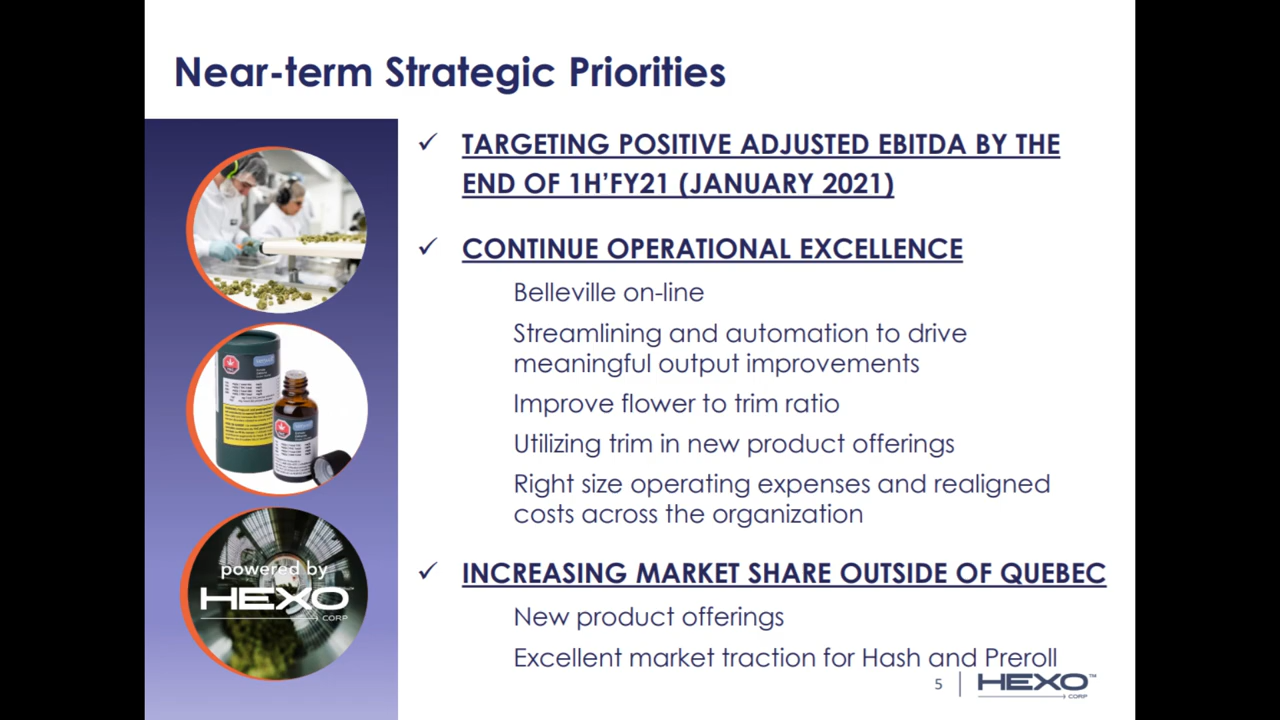 Near-term Strategic Priorities
✓ TARGETING POSITIVE ADJUSTED EBITDA BY THE
END OF 1H'FY21 (JANUARY 2021)
✓ CONTINUE OPERATIONAL EXCELLENCE
Belleville on-line
Streamlining and automation to drive
meaningful output improvements
Improve flower to trim ratio
Utilizing trim in new product offerings
Right size operating expenses and realigned
costs across the organization
✓ INCREASING MARKET SHARE OUTSIDE OF QUEBEC
New product offerings
Excellent market traction for Hash and Preroll
powered by
HEXO
CORP
5
HEXO™
CORP